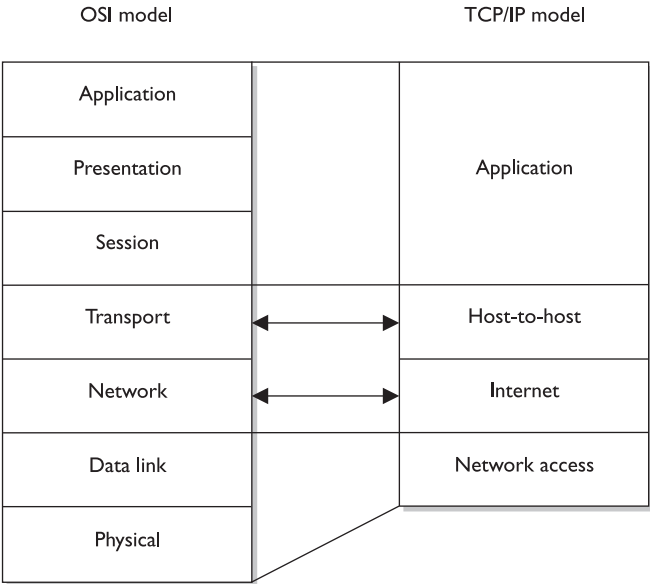 OSI model
TCP/IP model
Application
Presentation
Session
Transport
Network
Data link
Physical
Application
Host-to-host
Internet
Network access